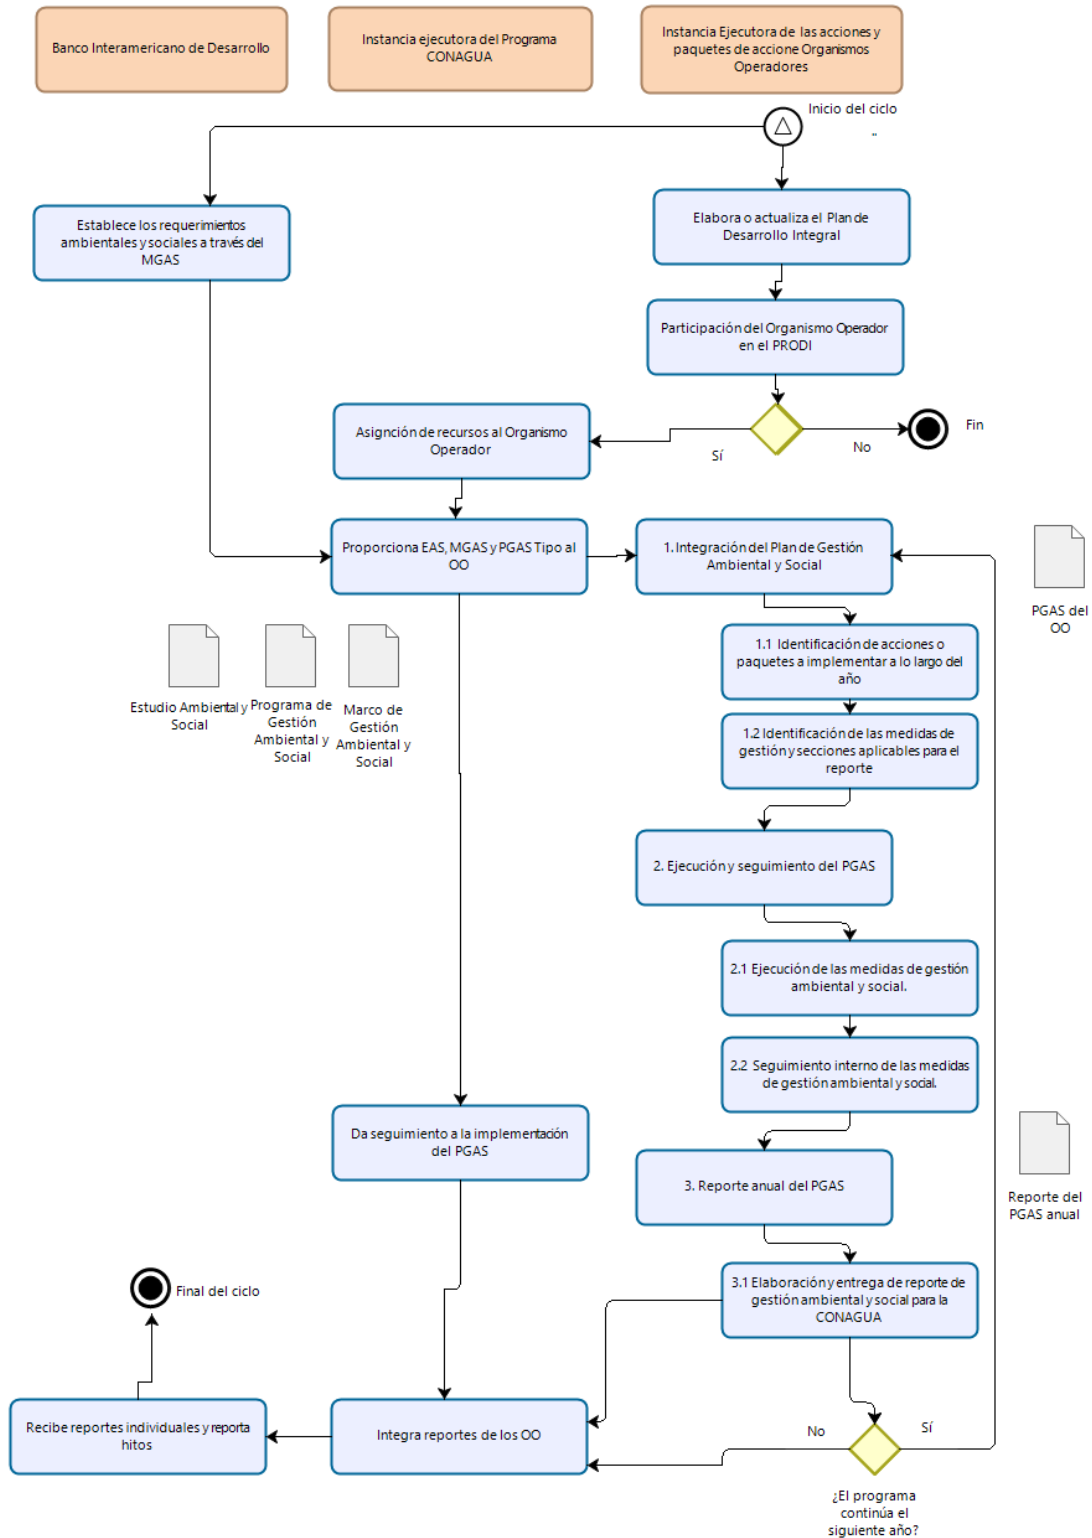 Banco Interamericano de Desarrollo
Instancia ejecutora del Programa
CONAGUA
Instancia Ejecutora de las acciones y
paquetes de accione Organismos
Operadores
Inicio del ciclo
Establece los requerimientos
ambientales y sociales a través del
MGAS
Elabora o actualiza el Plan de
Desarrollo Integral
Participación del Organismo Operador
en el PRODI
Asignción de recursos al Organismo
Operador
Sí
No
Fin
Proporciona EAS, MGAS y PGAS Tipo al
OO
1. Integración del Plan de Gestión
Ambiental y Social
PGAS del
OO
Estudio Ambiental y
Social
Programa de
Gestión
Ambiental y
Social
Marco de
Gestión
Ambiental y
Social
1.1 Identificación de acciones o
paquetes a implementar a lo largo del
año
1.2 Identificación de las medidas de
gestión y secciones aplicables para el
reporte
2. Ejecución y seguimiento del PGAS
2.1 Ejecución de las medidas de gestión
ambiental y social.
2.2 Seguimiento interno de las medidas
de gestión ambiental y social.
Da seguimiento a la implementación
del PGAS
3. Reporte anual del PGAS
Reporte del
PGAS anual
3.1 Elaboración y entrega de reporte de
gestión ambiental y social para la
CONAGUA
Final del ciclo
Recibe reportes individuales y reporta
hitos
Integra reportes de los OO
No
Sí
¿El programa
continúa el
siguiente año?